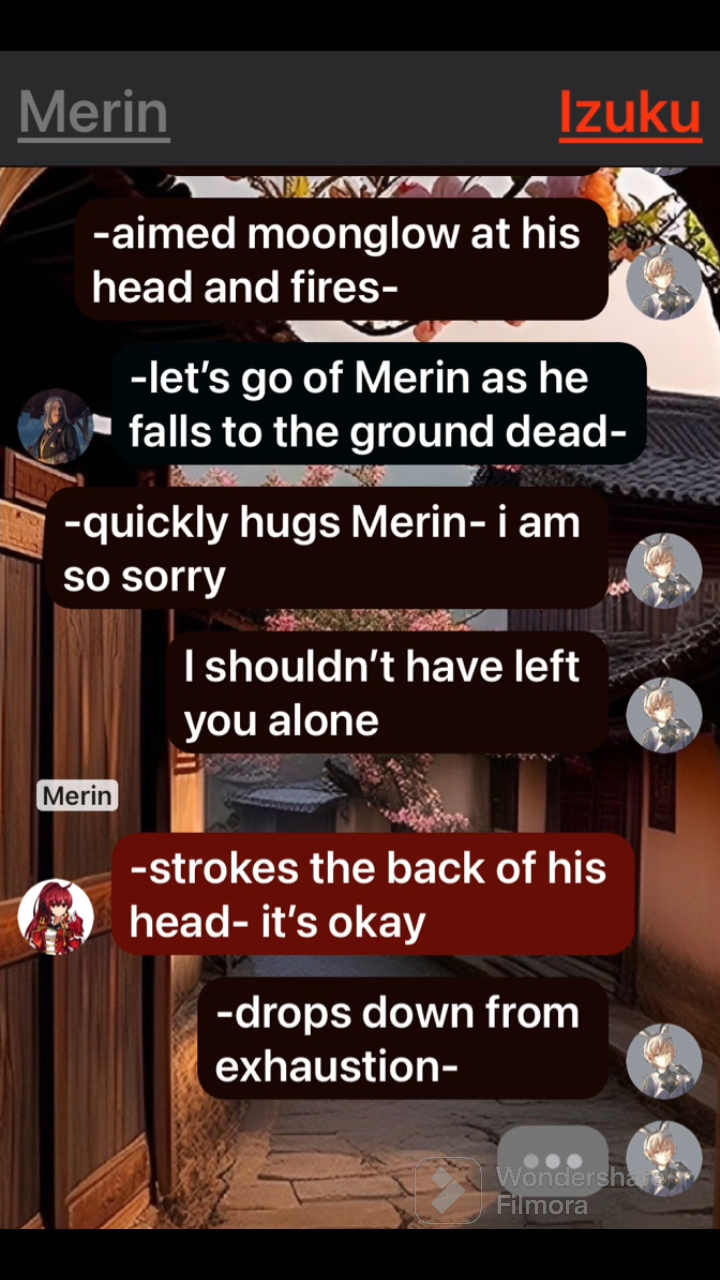 Merin
Izuku
-aimed moonglow at his
head and fires-
-let’s go of Merin as he
falls to the ground dead-
-quickly hugs Merin- i am
so sorry
I shouldn’t have left
you alone
Merin
-strokes the back of his
head- it’s okay
-drops down from
exhaustion-
Wondershare
Filmora